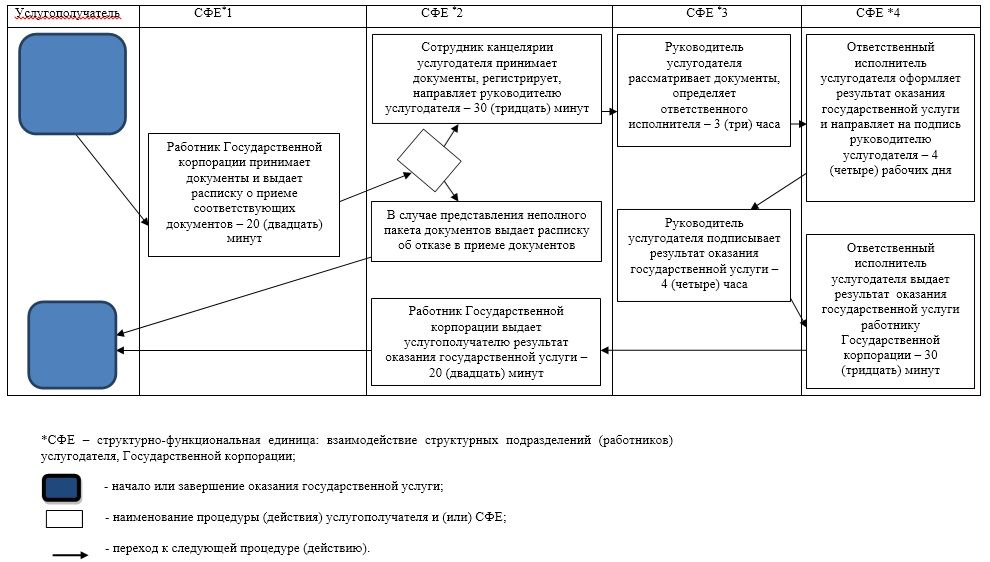 Услугополучатель
СФЕ*1
СФЕ *2
СФЕ *3
СФЕ *4
Работник Государственной
корпорации принимает
документы и выдает
расписку о приеме
соответствующих
документов – 20 (двадцать)
минут
Сотрудник канцелярии
услугодателя принимает
документы, регистрирует,
направляет руководителю
услугодателя – 30 (тридцать) минут
В случае представления неполного
пакета документов выдает расписку
об отказе в приеме документов
Работник Государственной
корпорации выдает
услугополучателю результат
оказания государственной услуги –
20 (двадцать) минут
Руководитель
услугодателя
рассматривает документы,
определяет
ответственного
исполнителя – 3 (три) часа
Руководитель
услугодателя подписывает
результат оказания
государственной услуги –
4 (четыре) часа
Ответственный
исполнитель
услугодателя оформляет
результат оказания
государственной услуги
и направляет на подпись
руководителю
услугодателя – 4
(четыре) рабочих дня
Ответственный
исполнитель
услугодателя выдает
результат оказания
государственной услуги
работнику
Государственной
корпорации – 30
(тридцать) минут
*СФЕ – структурно-функциональная единица: взаимодействие структурных подразделений (работников)
услугодателя, Государственной корпорации;
- начало или завершение оказания государственной услуги;
- наименование процедуры (действия) услугополучателя и (или) СФЕ;
- переход к следующей процедуре (действию).